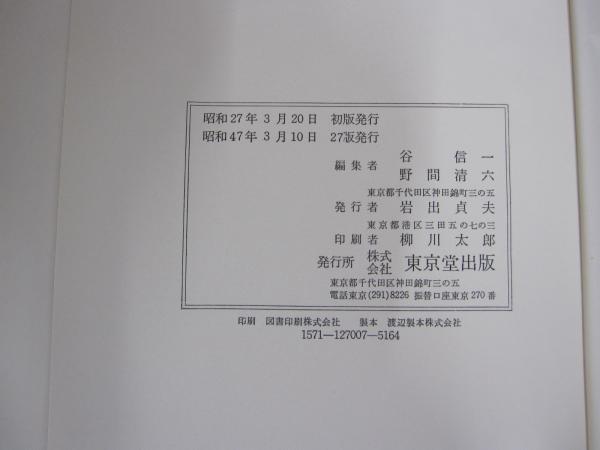 昭和27年 3月20日 初版発行
昭和47年 3月10日 27版発行
編集者 谷信一
野間清六
東京都千代田区神田錦町三の五
発行者 岩出貞夫
東京都港区三田五の七の三
印刷者 柳川太郎
発行所 株式会社 東京堂出版
東京都千代田区神田錦町三の五
電話東京(291)8226 振替口座東京270番
印刷 図書印刷株式会社 製本 渡辺製本株式会社
1571—127007—5164